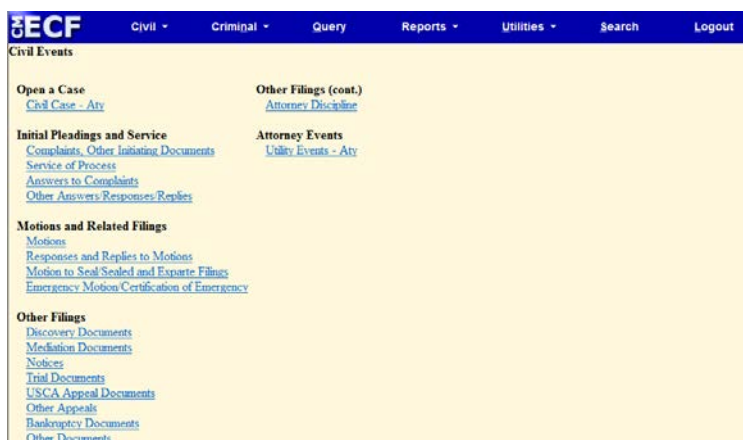 CM ECF Civil Criminal Query Reports Utilities Search Logout
Civil Events
Open a Case
Civil Case - Aty
Initial Pleadings and Service
Complaints, Other Initiating Documents
Service of Process
Answers to Complaints
Other Answers/Responses/Replies
Motions and Related Filings
Motions
Responses and Replies to Motions
Motion to Seal/Sealed and Exparte Filings
Emergency Motion/Certification of Emergency
Other Filings
Discovery Documents
Mediation Documents
Notices
Trial Documents
USCA Appeal Documents
Other Appeals
Bankruptcy Documents
Other Documents
Other Filings (cont.)
Attorney Discipline
Attorney Events
Utility Events - Aty